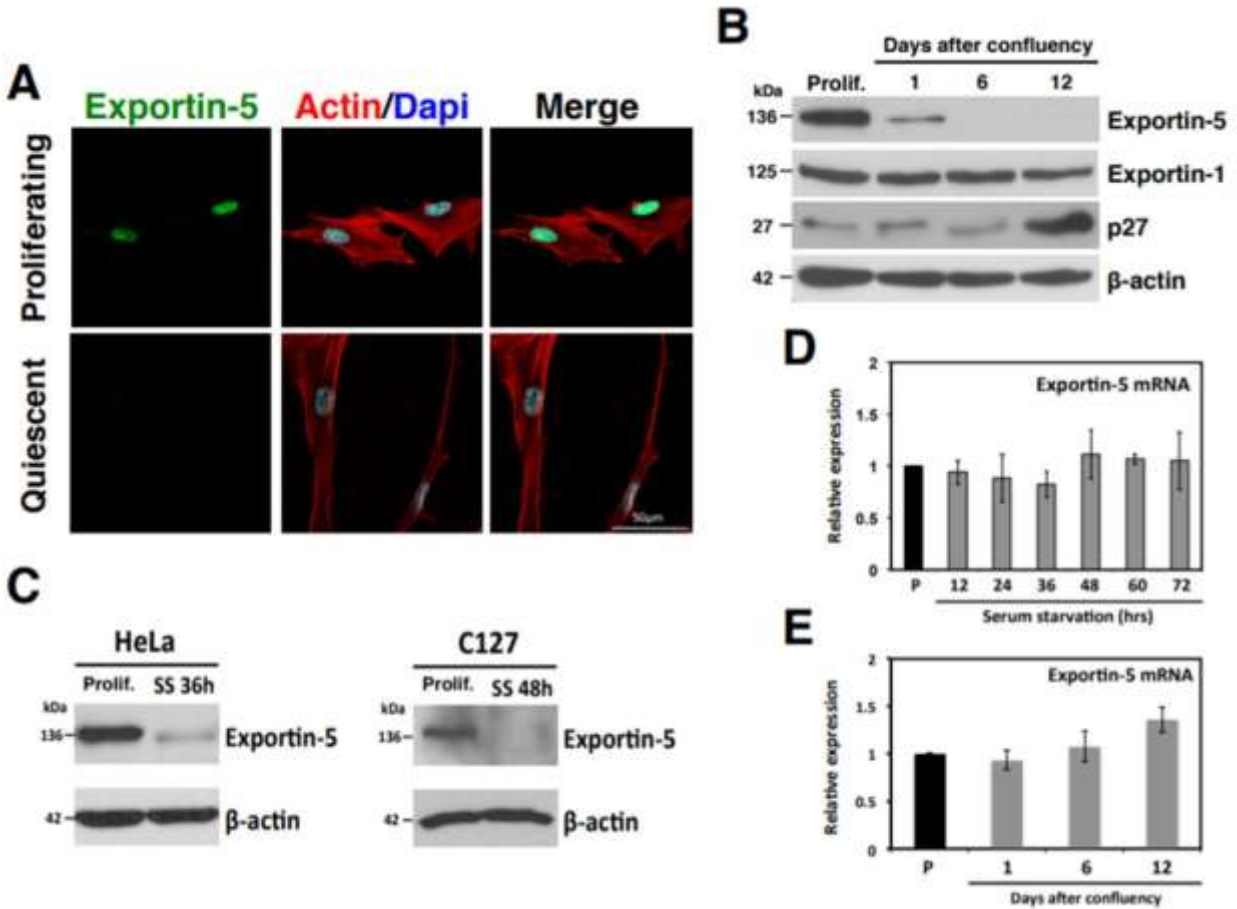 A
Exportin-5
Actin/Dapi
Merge
Proliferating
Quiescent
50µm
B
Days after confluency
kDa
Prolif.
1
6
12
136
Exportin-5
125
Exportin-1
27
p27
42
β-actin
C
HeLa
Prolif.
SS 36h
kDa
136
Exportin-5
42
β-actin
C127
Prolif.
SS 48h
kDa
136
Exportin-5
42
β-actin
D
Exportin-5 mRNA
Relative expression
2
1.5
1
0.5
0
P
12
24
36
48
60
72
Serum starvation (hrs)
E
Exportin-5 mRNA
Relative expression
2
1.5
1
0.5
0
P
1
6
12
Days after confluency